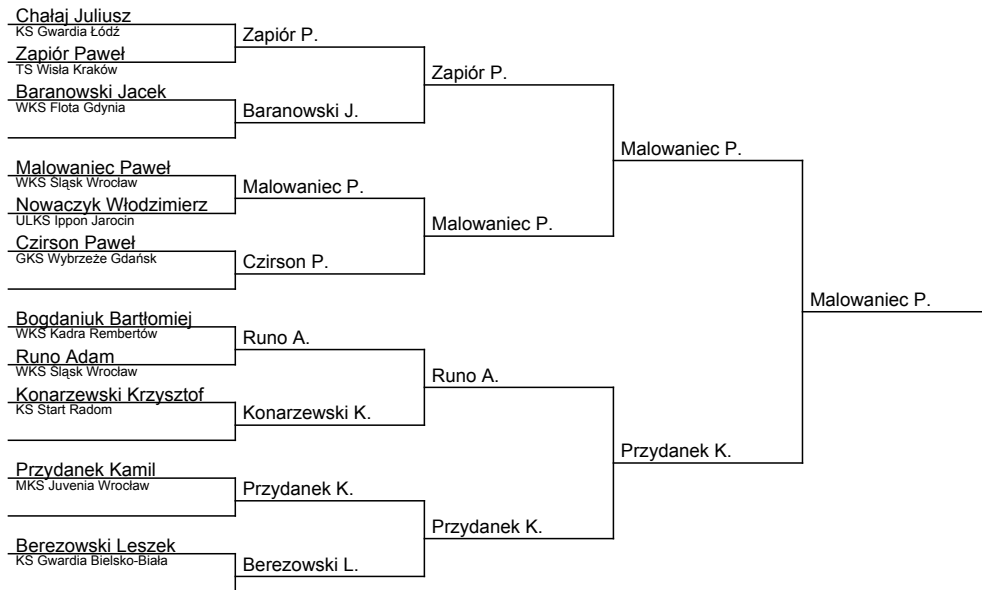 Chałaj Juliusz
KS Gwardia Łódź
Zapiór P.
Zapiór Paweł
TS Wisła Kraków
Zapiór P.
Baranowski Jacek
WKS Flota Gdynia
Baranowski J.
Malowaniec P.
Malowaniec Paweł
WKS Śląsk Wrocław
Malowaniec P.
Nowaczyk Włodzimierz
ULKS Ippon Jarocin
Malowaniec P.
Czirson Paweł
GKS Wybrzeże Gdańsk
Czirson P.
Malowaniec P.
Bogdaniuk Bartłomiej
WKS Kadra Rembertów
Runo A.
Runo Adam
WKS Śląsk Wrocław
Runo A.
Konarzewski Krzysztof
KS Start Radom
Konarzewski K.
Przydanek K.
Przydanek Kamil
MKS Juvenia Wrocław
Przydanek K.
Przydanek K.
Berezowski Leszek
KS Gwardia Bielsko-Biała
Berezowski L.